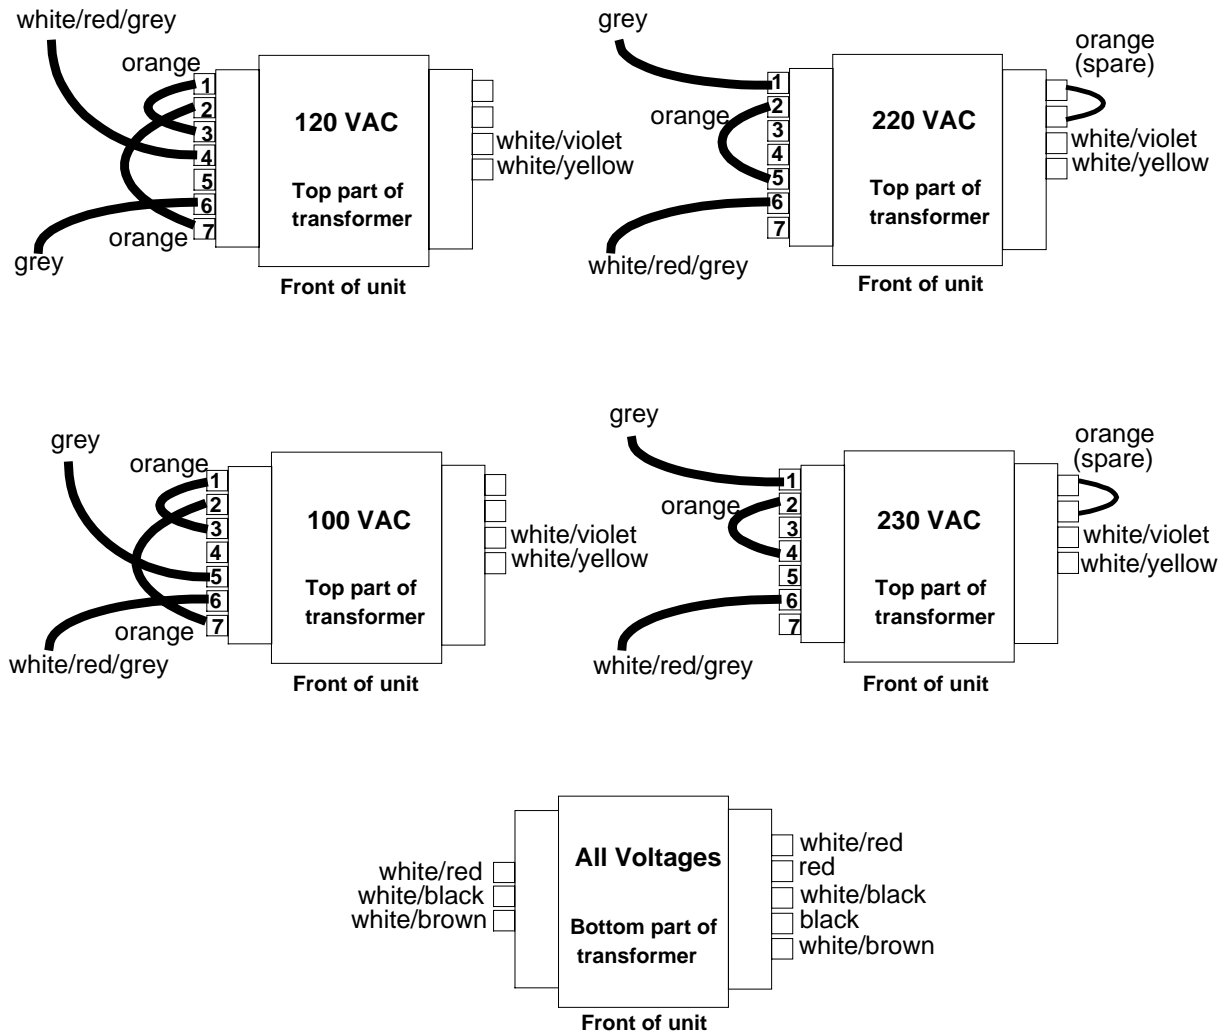 white/red/grey
orange
1
2
3
4
5
6
7
orange
grey
120 VAC
Top part of
transformer
white/violet
white/yellow
Front of unit
grey
orange
1
2
3
4
5
6
7
white/red/grey
220 VAC
Top part of
transformer
orange
(spare)
white/violet
white/yellow
Front of unit
grey
orange
1
2
3
4
5
6
7
orange
white/red/grey
100 VAC
Top part of
transformer
white/violet
white/yellow
Front of unit
grey
orange
1
2
3
4
5
6
7
white/red/grey
230 VAC
Top part of
transformer
orange
(spare)
white/violet
white/yellow
Front of unit
white/red
white/black
white/brown
All Voltages
Bottom part of
transformer
white/red
red
white/black
black
white/brown
Front of unit